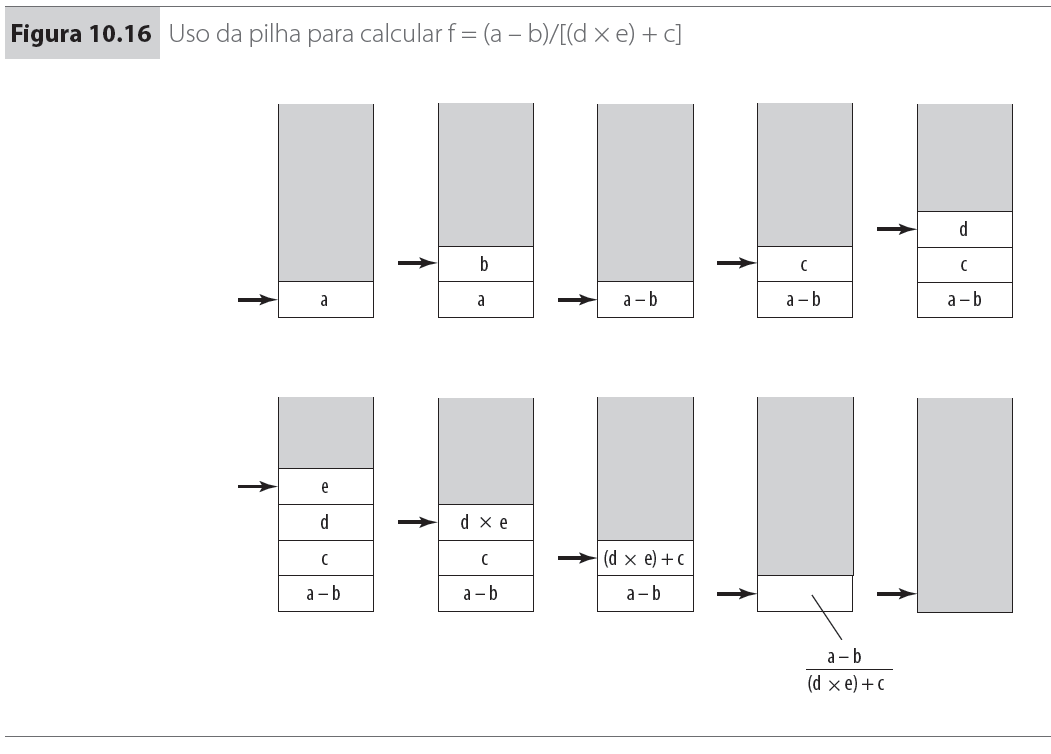 Figura 10.16 Uso da pilha para calcular f = (a – b)/[(d × e) + c]
a
b
a
a – b
c
a – b
d
c
a – b
e
d
c
a – b
d × e
c
a – b
(d × e) + c
a – b
a – b
(d × e) + c